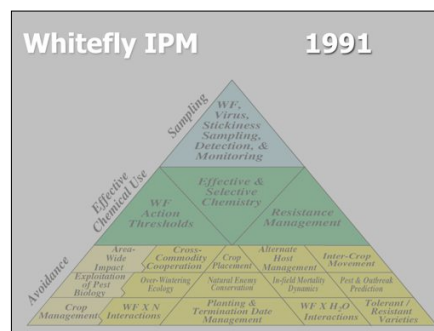 Whitefly IPM 1991
Sampling
WF,
Virus,
Stickiness
Sampling,
Detection, &
Monitoring
Effective
Chemical Use
WF
Action
Thresholds
Effective &
Selective
Chemistry
Resistance
Management
Avoidance
Area-
Wide
Impact
Cross-
Commodity
Cooperation
Crop
Placement
Alternate
Host
Management
Inter-Crop
Movement
Exploitation
of Pest
Biology
Over-Wintering
Ecology
Natural Enemy
Conservation
In-field Mortality
Dynamics
Pest & Outbreak
Prediction
Crop
Management
WF X N
Interactions
Planting &
Termination Date
Management
WF X H2O
Interactions
Tolerant /
Resistant
Varieties